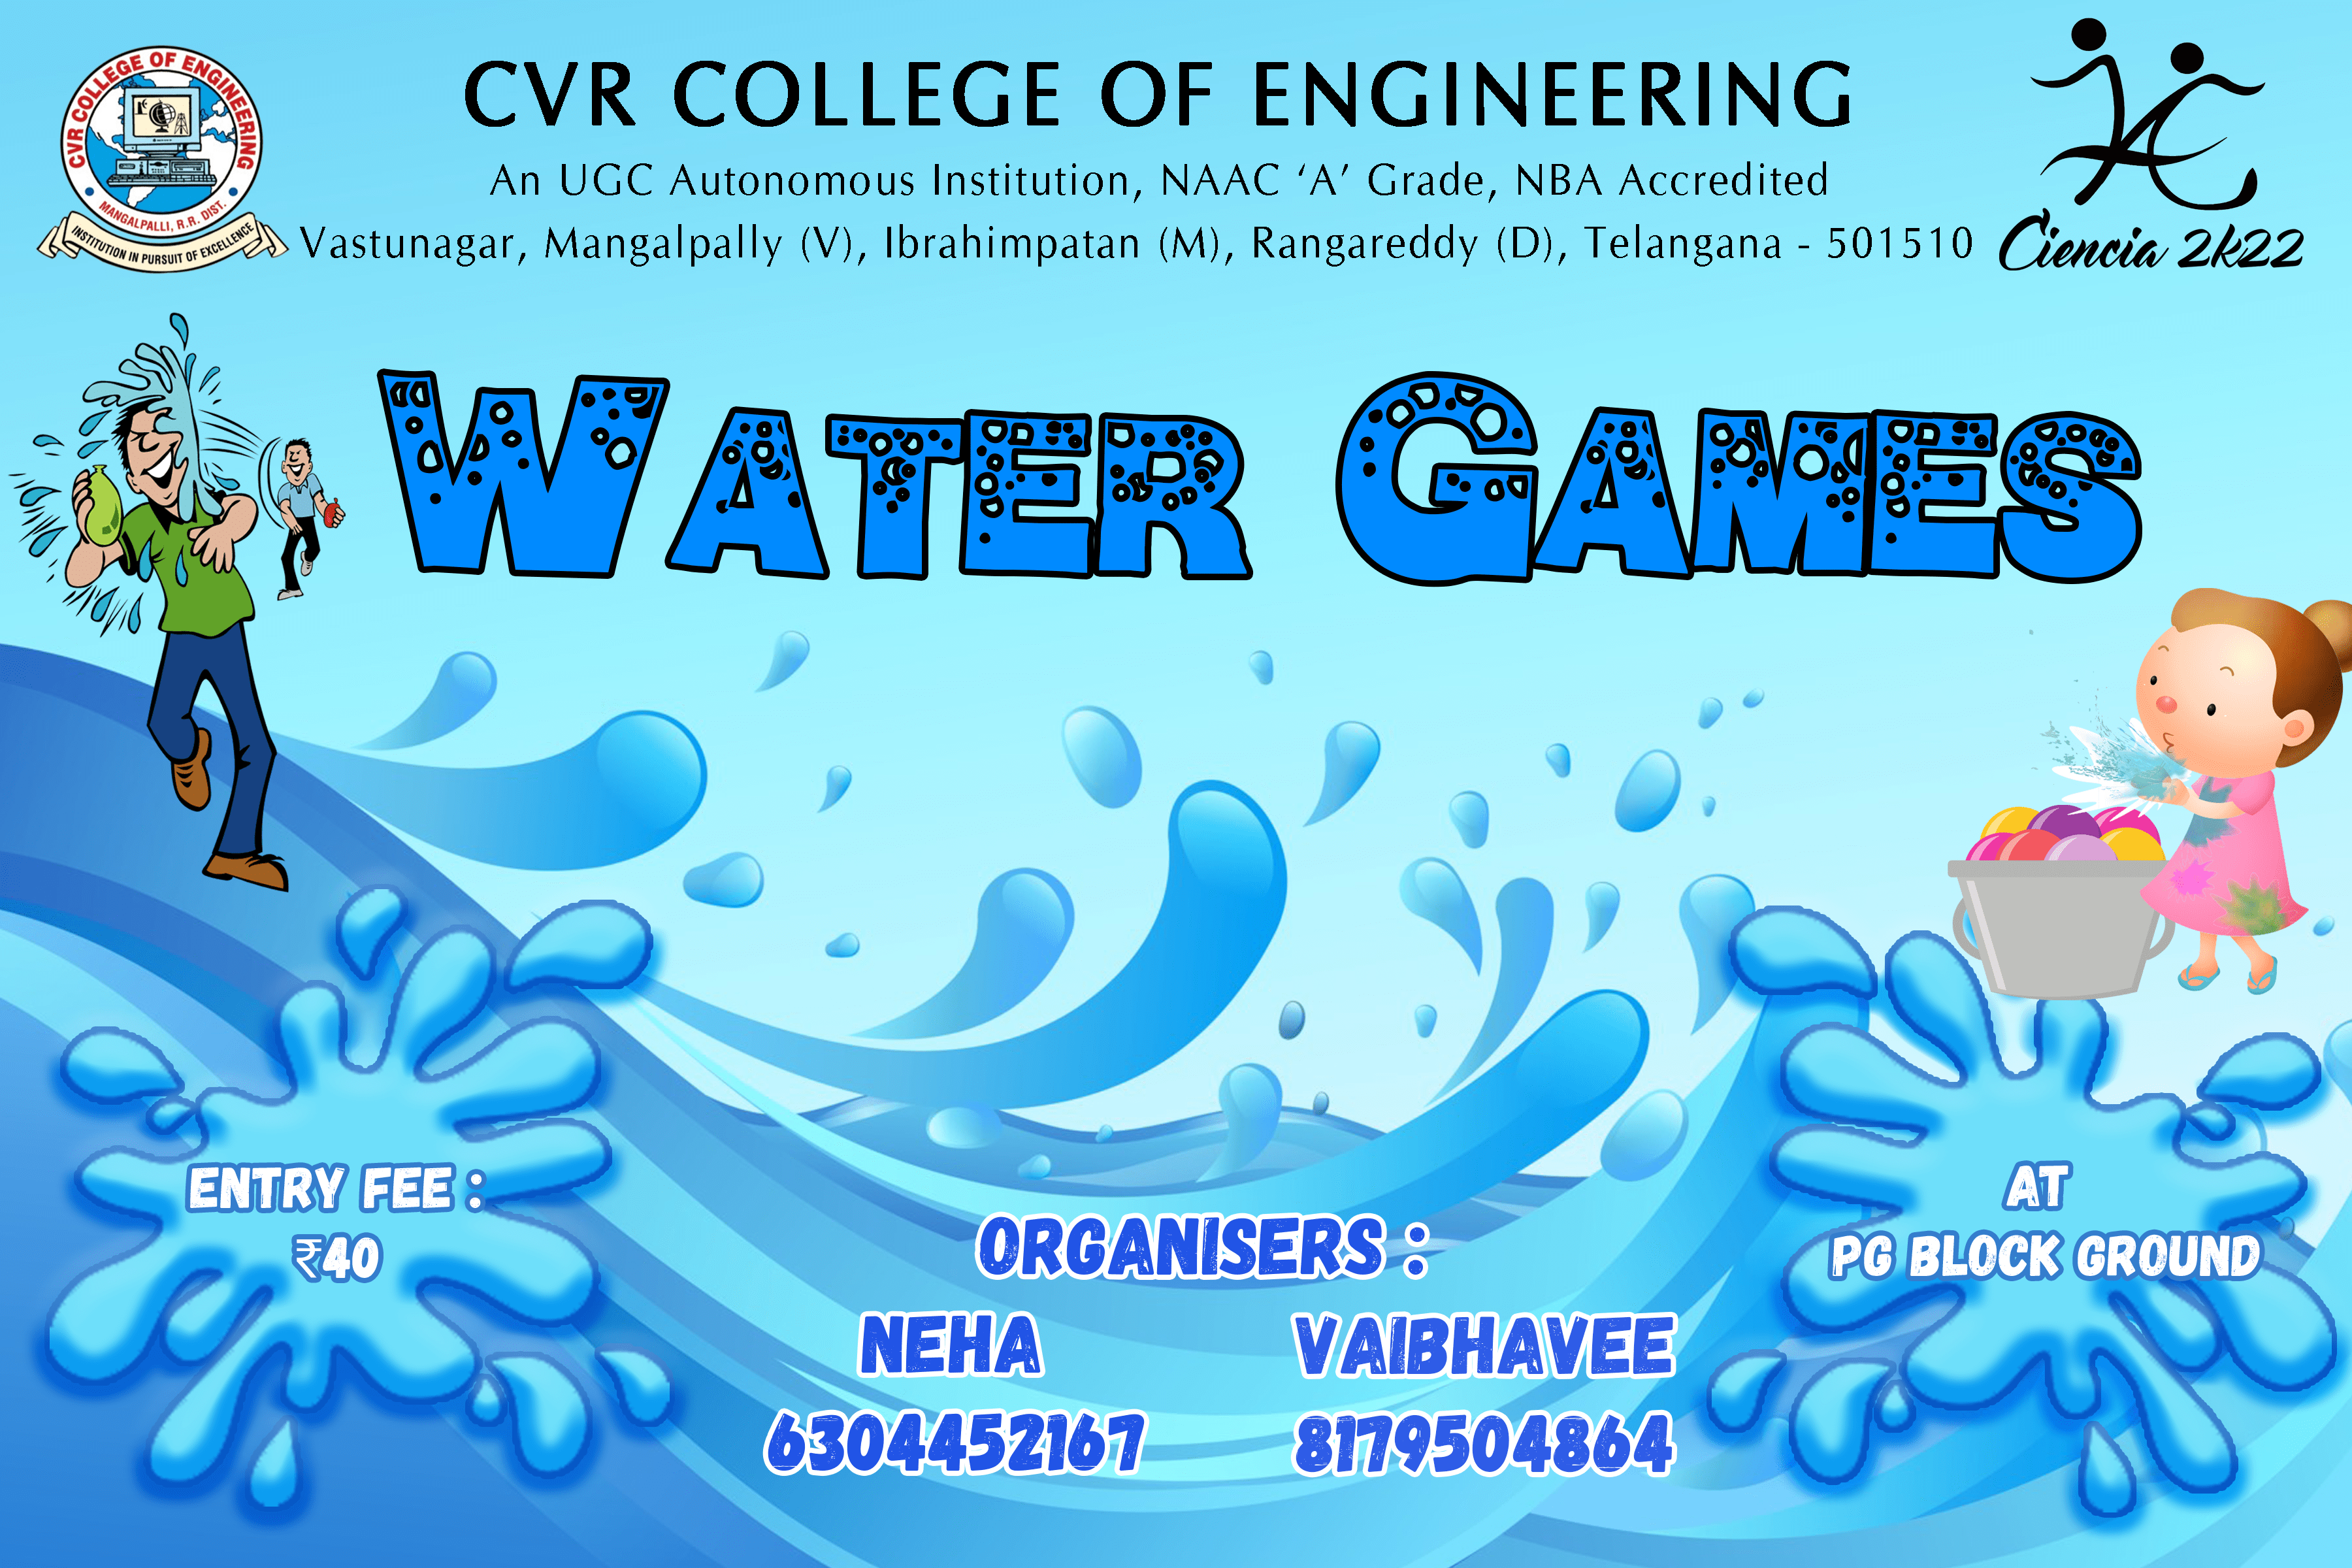 CVR COLLEGE OF ENGINEERING
An UGC Autonomous Institution, NAAC ‘A’ Grade, NBA Accredited
Vastunagar, Mangalpally (V), Ibrahimpatan (M), Rangareddy (D), Telangana - 501510
CVR COLLEGE OF ENGINEERING
MANGALPALLI, R.R. DIST.
INSTITUTION IN PURSUIT OF EXCELLENCE
Ciencia 2k22
WATER GAMES
ENTRY FEE :
₹40
ORGANISERS :
NEHA VAIBHAVEE
6304452167 8179504864
AT
PG BLOCK GROUND